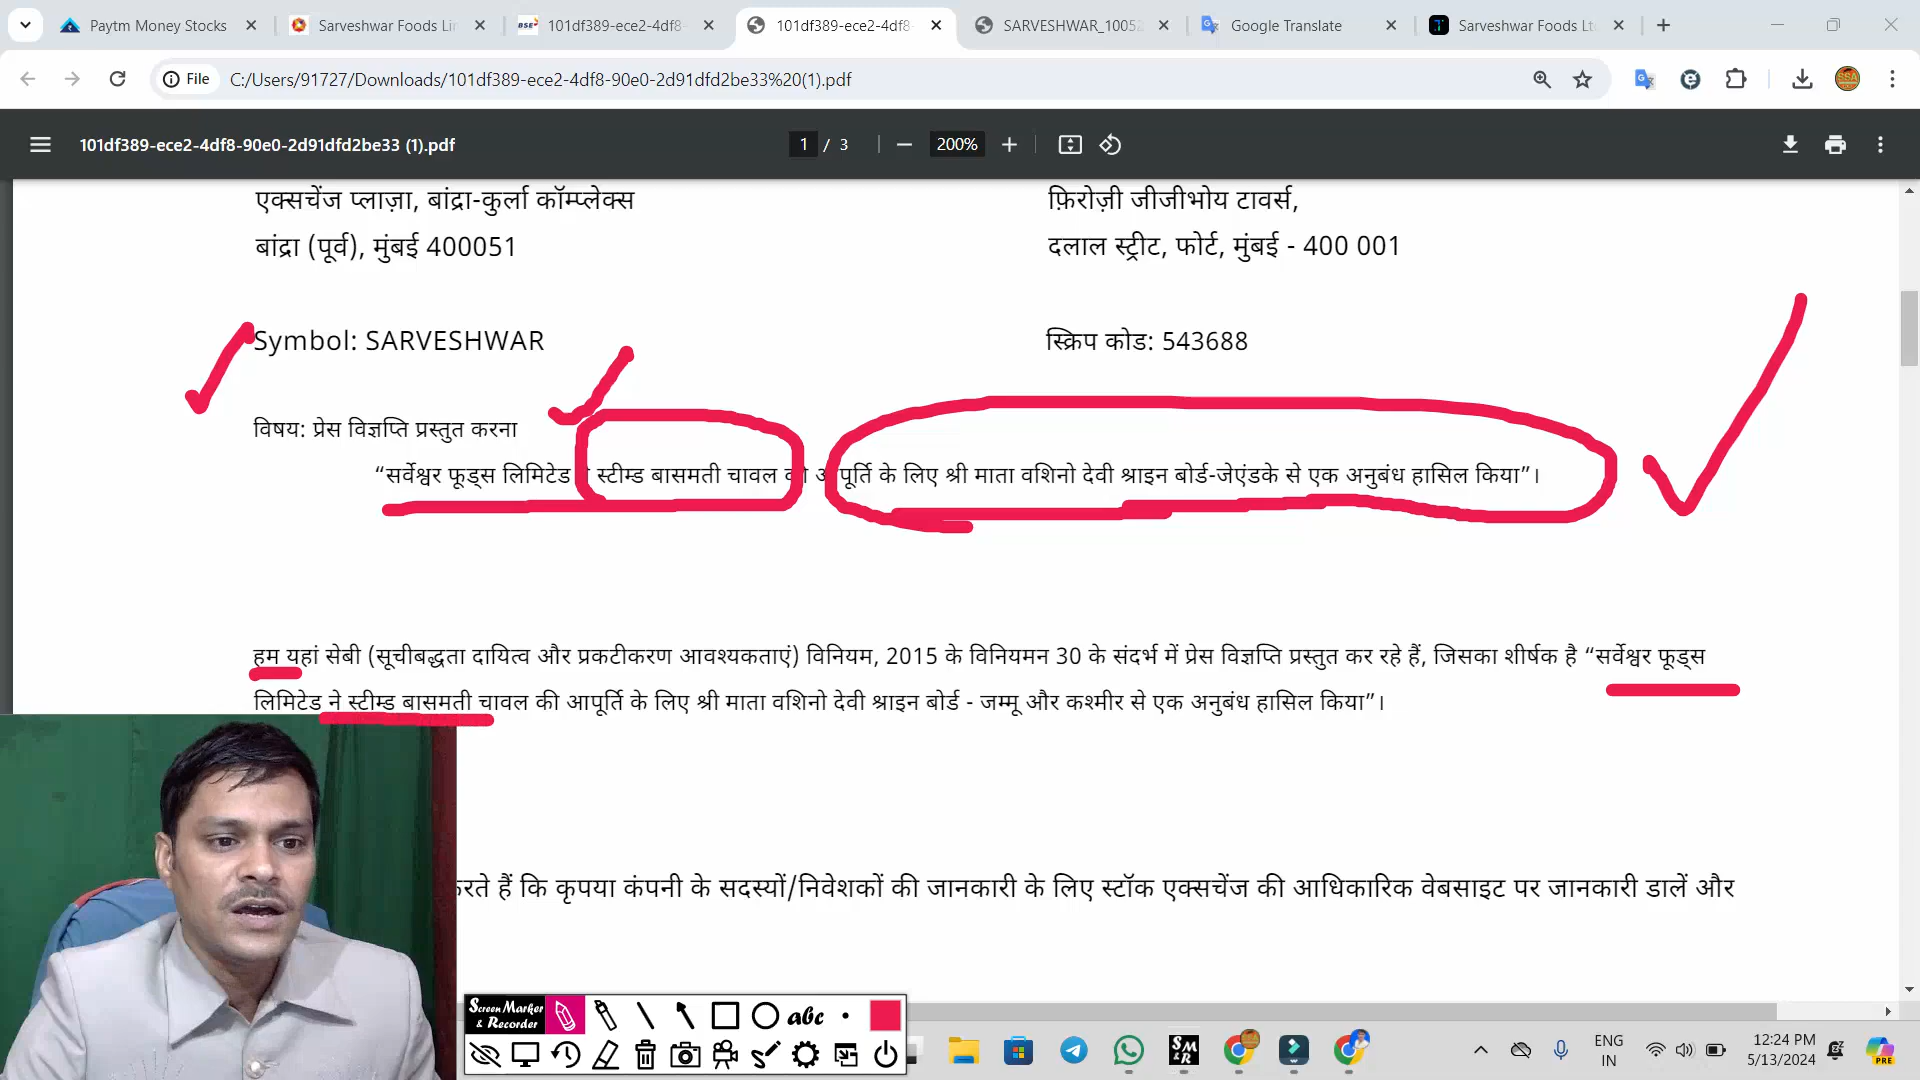 Paytm Money Stocks
Sarveshwar Foods Lin
BSE
101df389-ece2-4df8-
101df389-ece2-4df8-
SARVESHWAR_10052
Google Translate
Sarveshwar Foods Lt
File
C:/Users/91727/Downloads/101df389-ece2-4df8-90e0-2d91dfd2be33%20(1).pdf
101df389-ece2-4df8-90e0-2d91dfd2be33 (1).pdf
1 / 3
200%
एक्सचेंज प्लाज़ा, बांद्रा-कुर्ला कॉम्प्लेक्स
फ़िरोज़ी जीजीभोय टावर्स,
बांद्रा (पूर्व), मुंबई 400051
दलाल स्ट्रीट, फोर्ट, मुंबई - 400 001
Symbol: SARVESHWAR
स्क्रिप कोड: 543688
विषय: प्रेस विज्ञप्ति प्रस्तुत करना
“सर्वेश्वर फूड्स लिमिटेड स्टीम्ड बासमती चावल आपूर्ति के लिए श्री माता वशिनो देवी श्राइन बोर्ड-जेएंडके से एक अनुबंध हासिल किया”।
हम यहां सेबी (सूचीबद्धता दायित्व और प्रकटीकरण आवश्यकताएं) विनियम, 2015 के विनियमन 30 के संदर्भ में प्रेस विज्ञप्ति प्रस्तुत कर रहे हैं, जिसका शीर्षक है “सर्वेश्वर फूड्स
लिमिटेड ने स्टीम्ड बासमती चावल की आपूर्ति के लिए श्री माता वशिनो देवी श्राइन बोर्ड - जम्मू और कश्मीर से एक अनुबंध हासिल किया”।
हैं कि कृपया कंपनी के सदस्यों/निवेशकों की जानकारी के लिए स्टॉक एक्सचेंज की आधिकारिक वेबसाइट पर जानकारी डालें और
Screen Marker
& Recorder
abc
SM
&R
ENG
IN
12:24 PM
5/13/2024
PRE